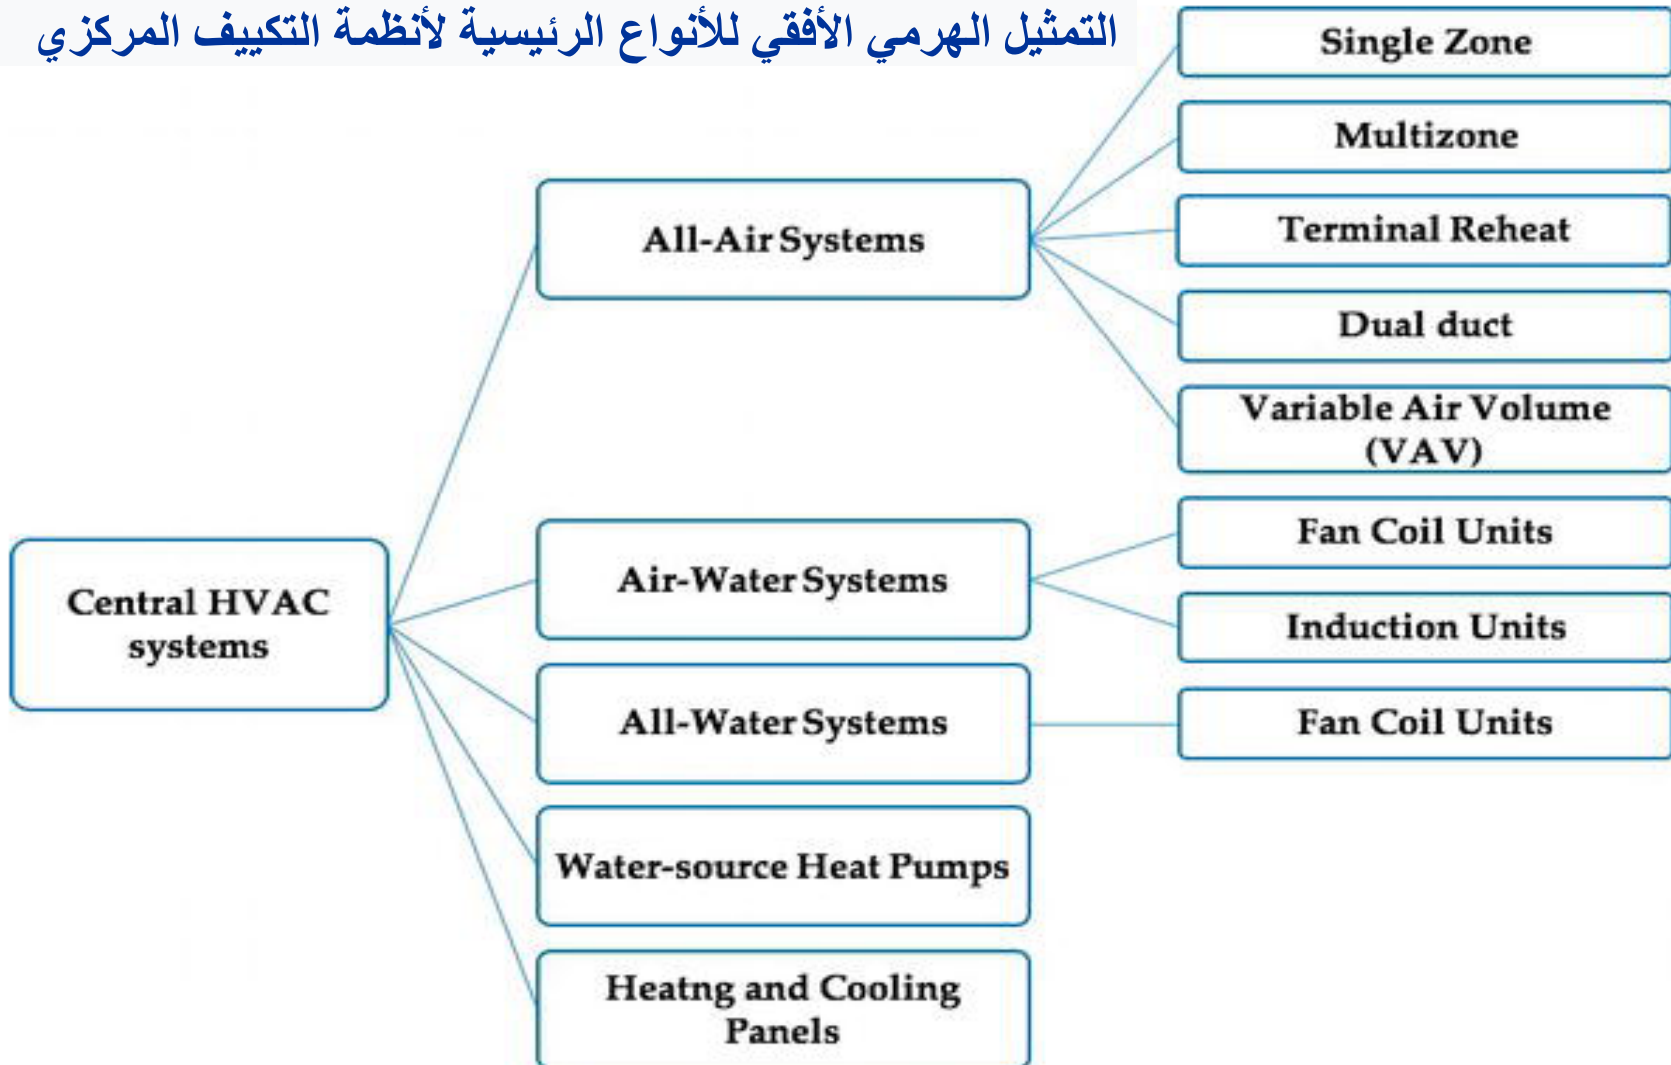 التمثيل الهرمي الأفقي للأنواع الرئيسية لأنظمة التكييف المركزي
Central HVAC
systems
All-Air Systems
Single Zone
Multizone
Terminal Reheat
Dual duct
Variable Air Volume
(VAV)
Air-Water Systems
Fan Coil Units
Induction Units
All-Water Systems
Fan Coil Units
Water-source Heat Pumps
Heatng and Cooling
Panels